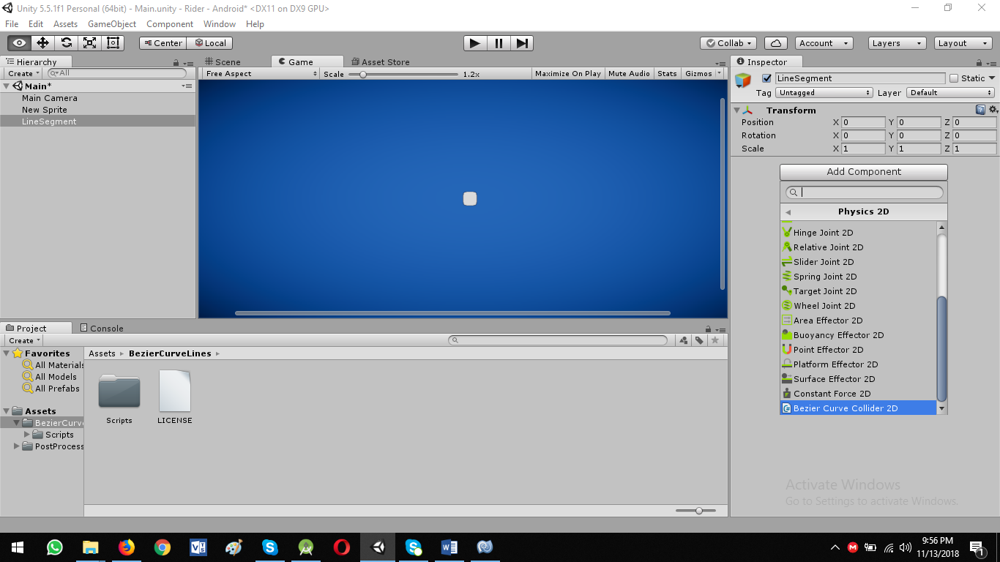 Unity 5.5.1f1 Personal (64bit) - Main.unity - Rider - Android* <DX11 on DX9 GPU>
File Edit Assets GameObject Component Window Help
Center Local
Collab Account Layers Layout
Hierarchy
Create All
Main*
Main Camera
New Sprite
LineSegment
Scene Game Asset Store
Free Aspect Scale 1.2x Maximize On Play Mute Audio Stats Gizmos
Inspector
LineSegment Static
Tag Untagged Layer Default
Transform
Position X 0 Y 0 Z 0
Rotation X 0 Y 0 Z 0
Scale X 1 Y 1 Z 1
Add Component
Physics 2D
Hinge Joint 2D
Relative Joint 2D
Slider Joint 2D
Spring Joint 2D
Target Joint 2D
Wheel Joint 2D
Area Effector 2D
Buoyancy Effector 2D
Point Effector 2D
Platform Effector 2D
Surface Effector 2D
Constant Force 2D
Bezier Curve Collider 2D
Project Console
Create
Favorites
All Materials
All Models
All Prefabs
Assets
BezierCurve
Scripts
PostProcess
Assets BezierCurveLines
Scripts LICENSE
Activate Windows
Go to Settings to activate Windows.
9:56 PM
11/13/2018
1